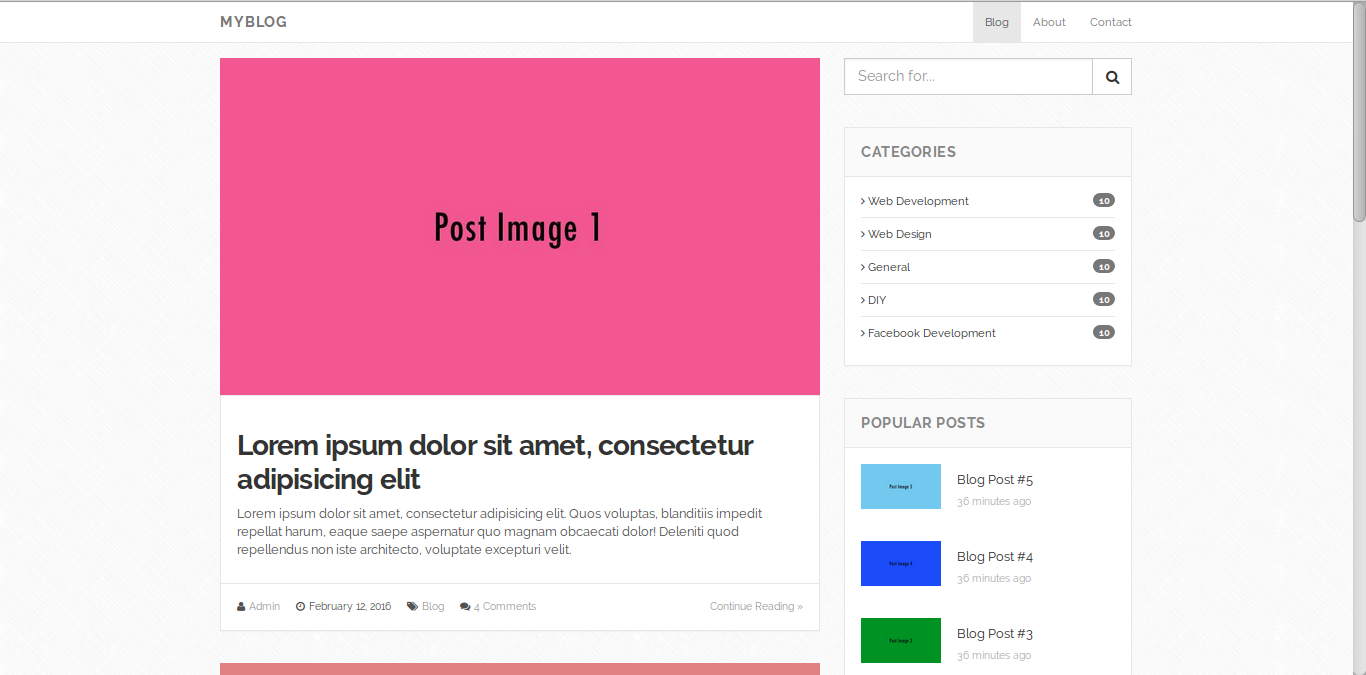 MYBLOG
Blog
About
Contact
Post Image 1
Lorem ipsum dolor sit amet, consectetur
adipisicing elit
Lorem ipsum dolor sit amet, consectetur adipisicing elit. Quos voluptas, blanditiis impedit
repellat harum, eaque saepe aspernatur quo magnam obcaecati dolor! Deleniti quod
repellendus non iste architecto, voluptate excepturi velit.
Admin
February 12, 2016
Blog
4 Comments
Continue Reading »
Search for...
CATEGORIES
Web Development 10
Web Design 10
General 10
DIY 10
Facebook Development 10
POPULAR POSTS
Post Image 5
Blog Post #5
36 minutes ago
Post Image 4
Blog Post #4
36 minutes ago
Post Image 3
Blog Post #3
36 minutes ago